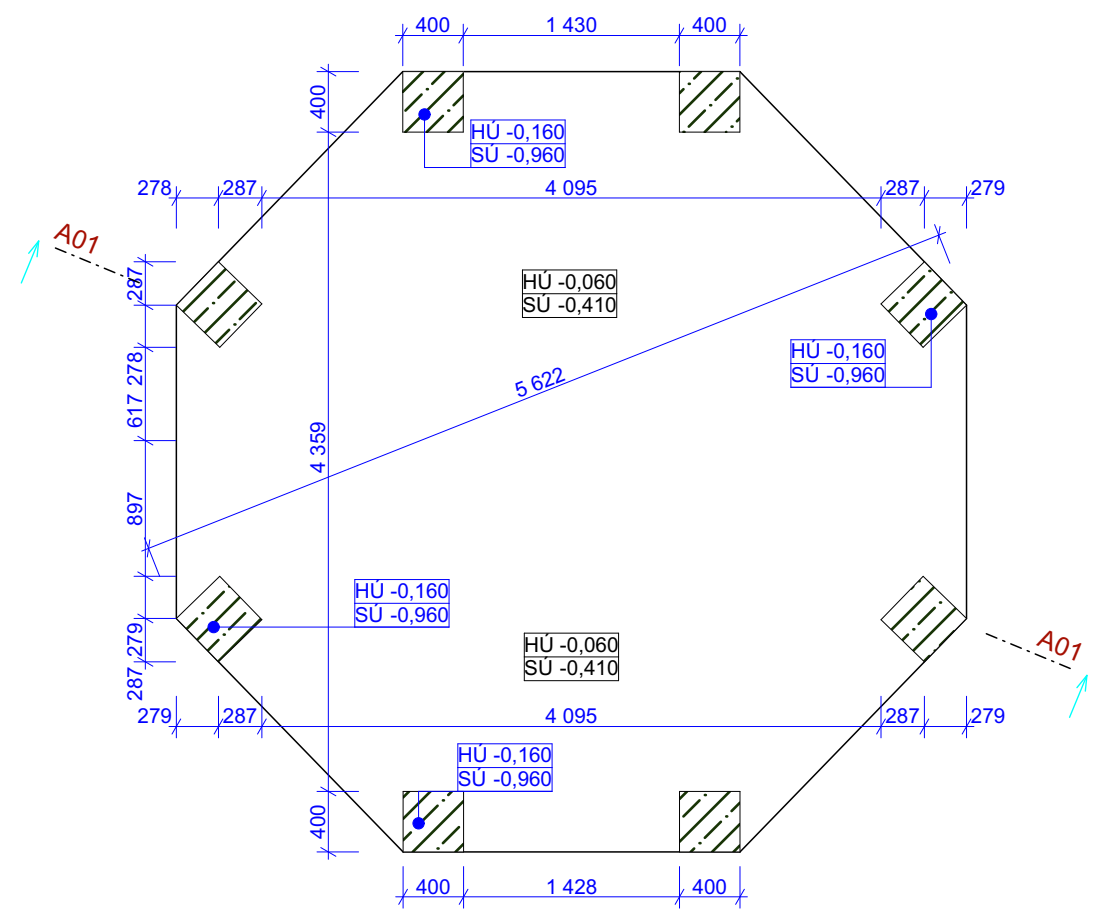 400 1 430 400
400
HÚ -0,160
SÚ -0,960
278 287 4 095 287 279
A01
287
HÚ -0,060
SÚ -0,410
HÚ -0,160
SÚ -0,960
278
5 622
617
4 359
897
HÚ -0,160
SÚ -0,960
279
HÚ -0,060
SÚ -0,410
A01
287
279 287 4 095 287 279
HÚ -0,160
SÚ -0,960
400
400 1 428 400